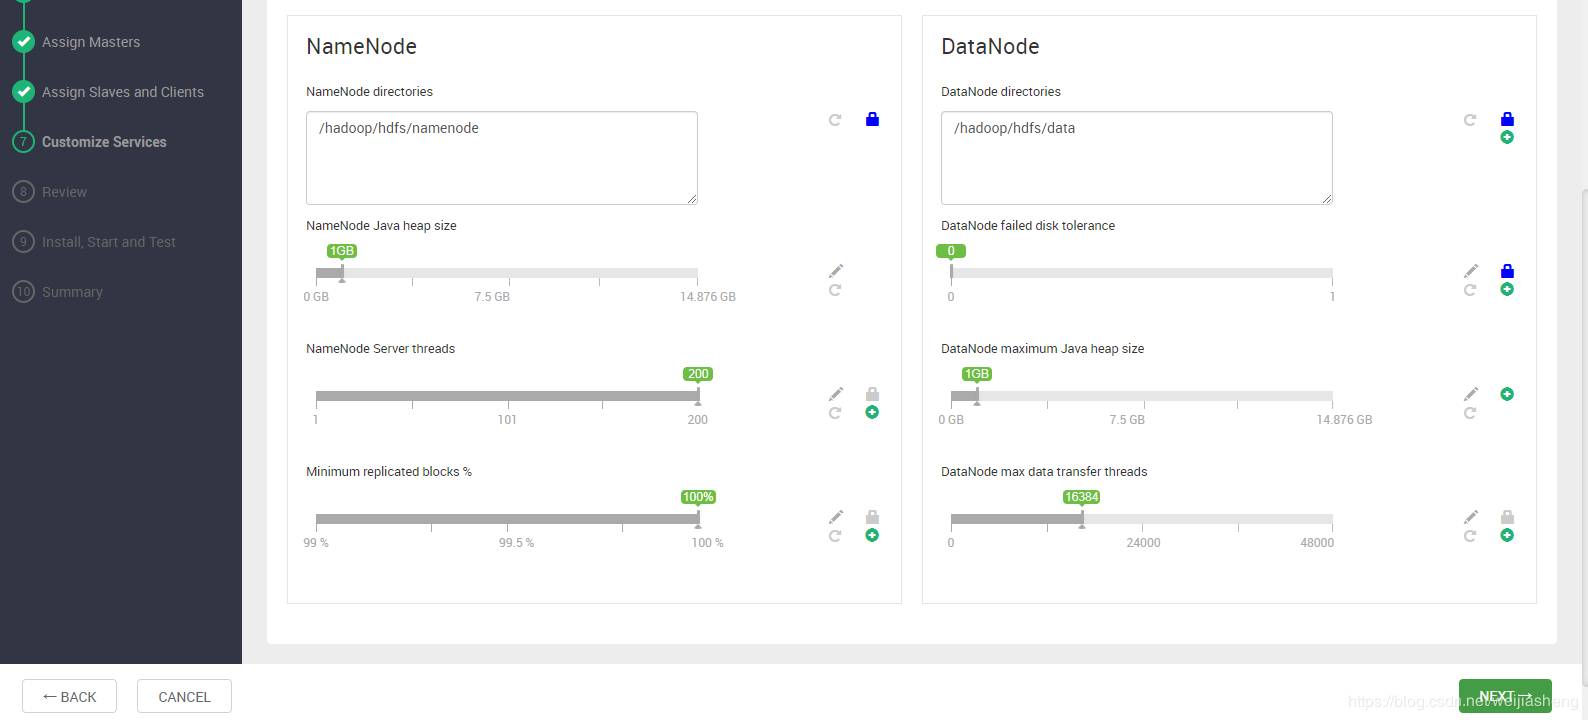 Assign Masters
Assign Slaves and Clients
7 Customize Services
8 Review
9 Install, Start and Test
10 Summary
NameNode
NameNode directories
/hadoop/hdfs/namenode
NameNode Java heap size
1GB
0 GB 7.5 GB 14.876 GB
NameNode Server threads
200
1 101 200
Minimum replicated blocks %
100%
99 % 99.5 % 100 %
DataNode
DataNode directories
/hadoop/hdfs/data
DataNode failed disk tolerance
0
0 1
DataNode maximum Java heap size
1GB
0 GB 7.5 GB 14.876 GB
DataNode max data transfer threads
16384
0 24000 48000
← BACK
CANCEL
NEXT →
https://blog.csdn.net/weijiasheng